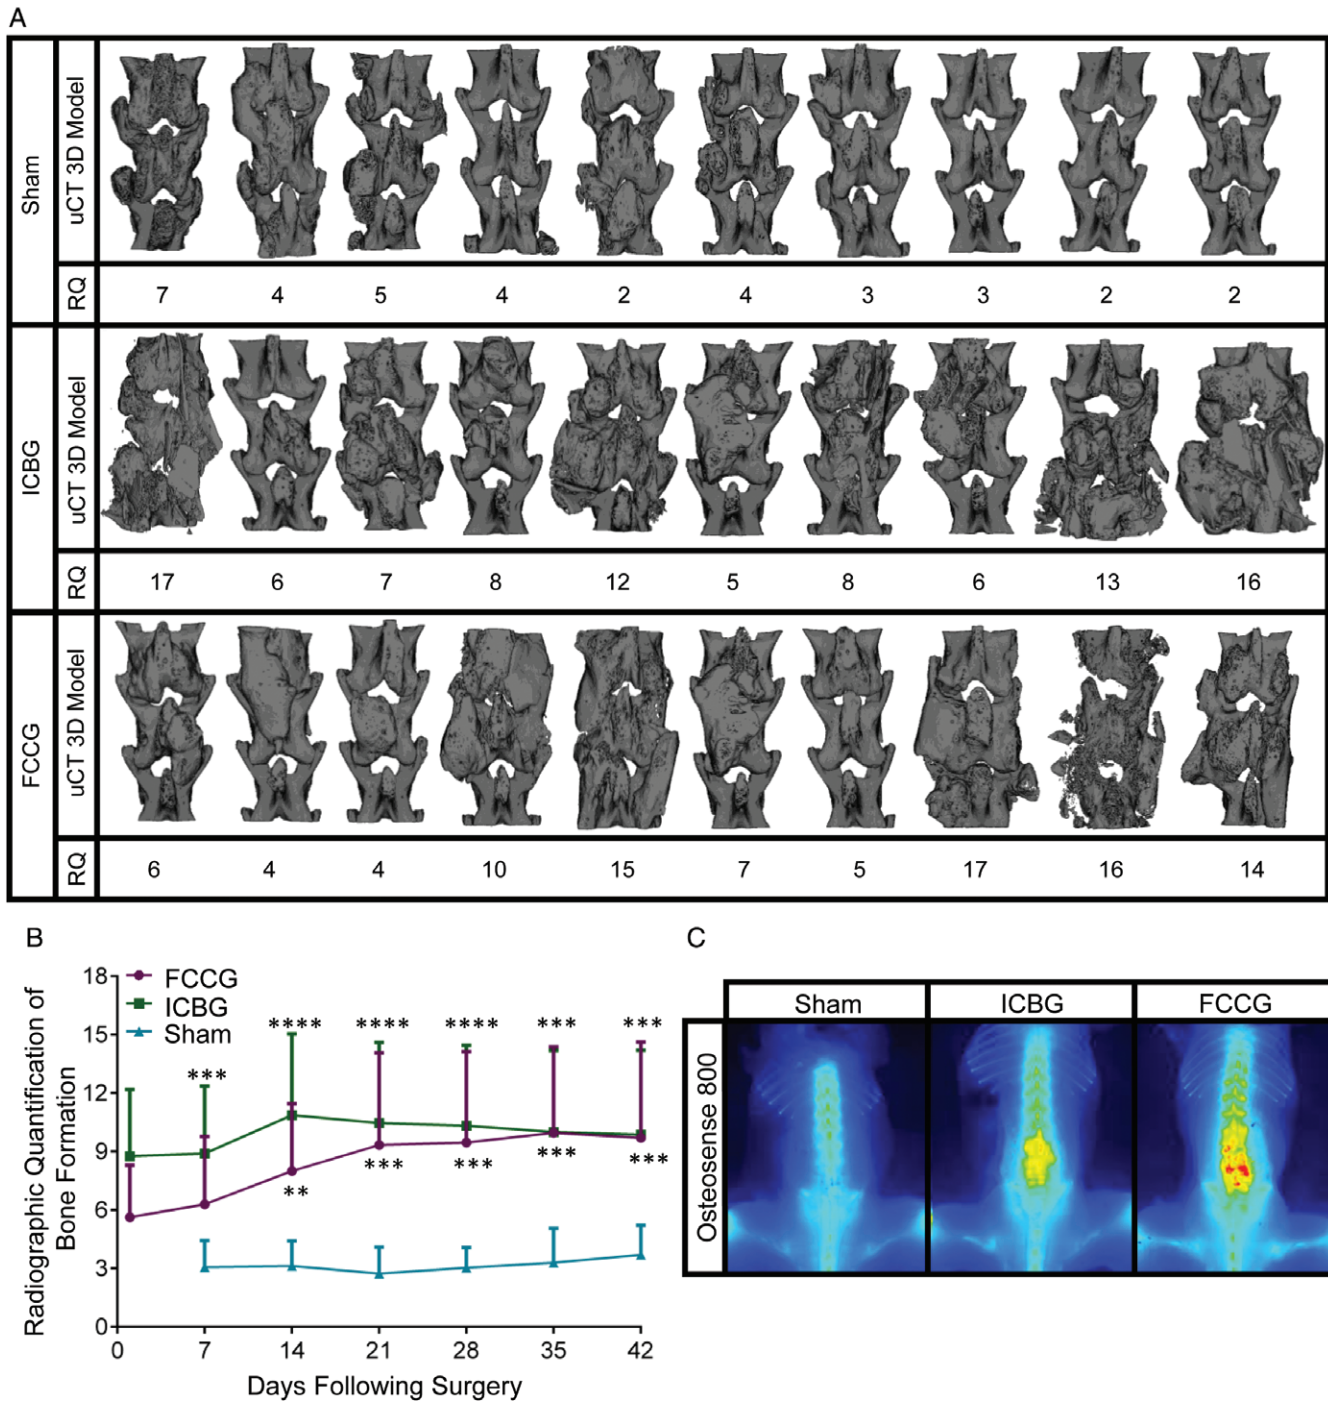 A
Sham
uCT 3D Model
RQ
7 4 5 4 2 4 3 3 2 2
ICBG
uCT 3D Model
RQ
17 6 7 8 12 5 8 6 13 16
FCCG
uCT 3D Model
RQ
6 4 4 10 15 7 5 17 16 14
B
Radiographic Quantification of
Bone Formation
18
15
12
9
6
3
0
FCCG
ICBG
Sham
*** **** **** **** *** ***
** *** *** *** ***
0 7 14 21 28 35 42
Days Following Surgery
C
Sham ICBG FCCG
Osteosense 800